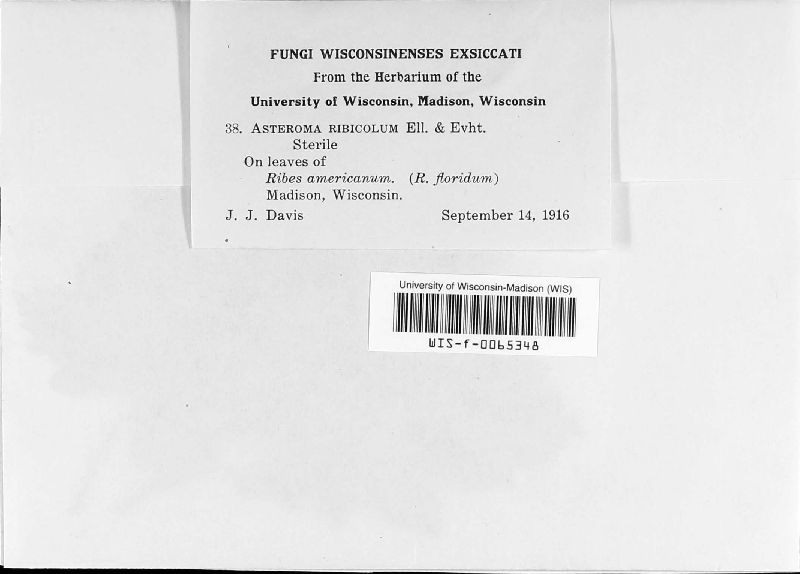 FUNGI WISCONSINENSES EXSICCATI
From the Herbarium of the
University of Wisconsin, Madison, Wisconsin
38. ASTEROMA RIBICOLUM Ell. & Evht.
Sterile
On leaves of
Ribes americanum. (R. floridum)
Madison, Wisconsin.
J. J. Davis September 14, 1916
University of Wisconsin-Madison (WIS)
WIS-f-0065348